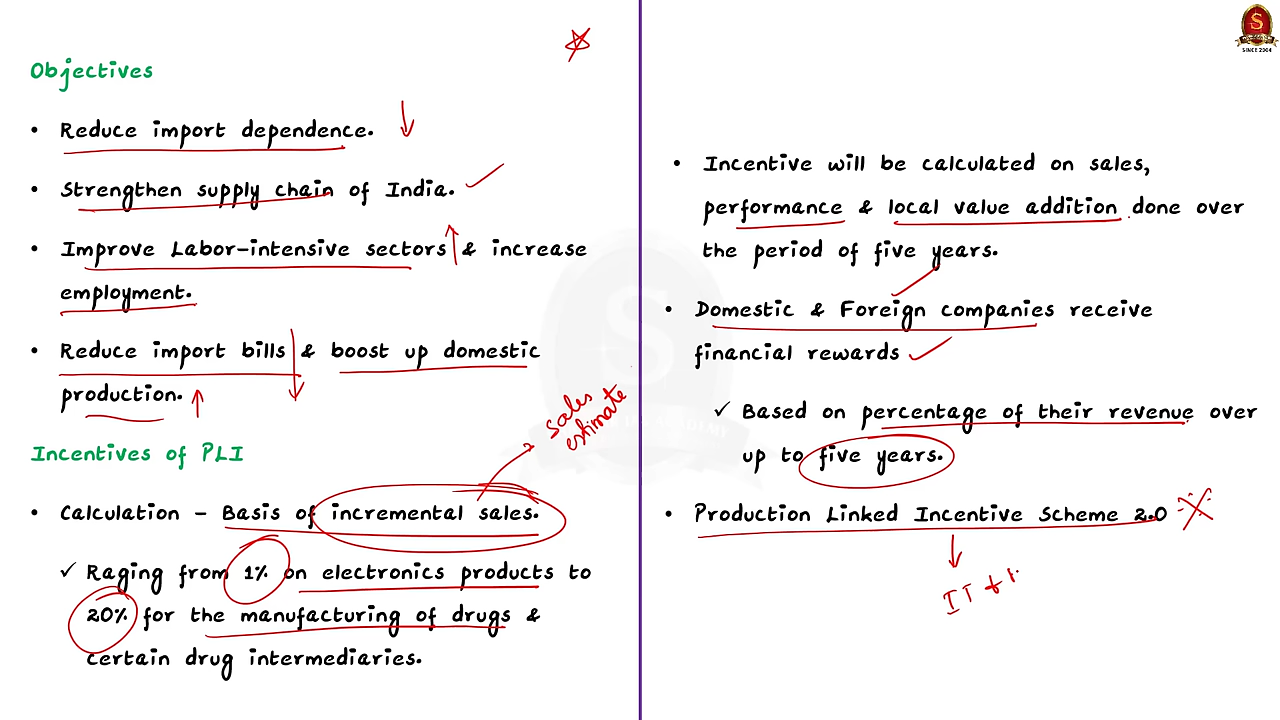 Objectives
• Reduce import dependence.
• Strengthen supply chain of India.
• Improve Labor-intensive sectors & increase
employment.
• Reduce import bills & boost up domestic
production.
Sales
estimate
Incentives of PLI
• Calculation - Basis of incremental sales.
✓ Raging from 1% on electronics products to
20% for the manufacturing of drugs &
certain drug intermediaries.
• Incentive will be calculated on sales,
performance & local value addition done over
the period of five years.
• Domestic & Foreign companies receive
financial rewards
✓ Based on percentage of their revenue over
up to five years.
• Production Linked Incentive Scheme 2.0
IT
S
SINCE 2004